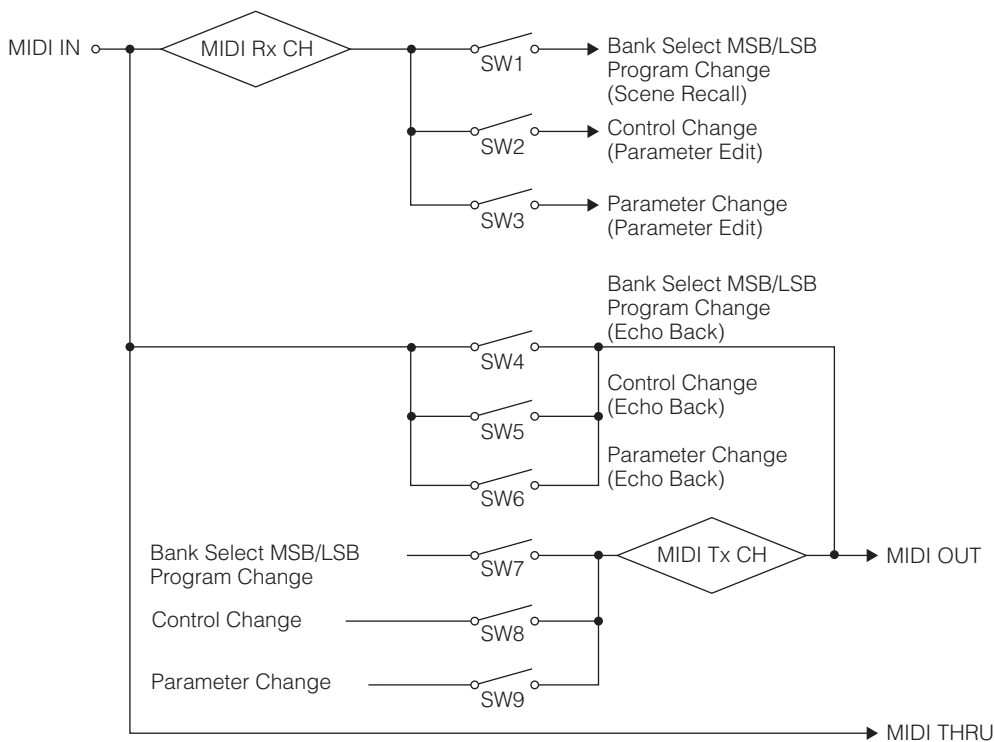 MIDI IN
MIDI Rx CH
SW1
Bank Select MSB/LSB
Program Change
(Scene Recall)
SW2
Control Change
(Parameter Edit)
SW3
Parameter Change
(Parameter Edit)
Bank Select MSB/LSB
Program Change
(Echo Back)
SW4
Control Change
(Echo Back)
SW5
Parameter Change
(Echo Back)
SW6
Bank Select MSB/LSB
Program Change
SW7
MIDI Tx CH
MIDI OUT
Control Change
SW8
Parameter Change
SW9
MIDI THRU